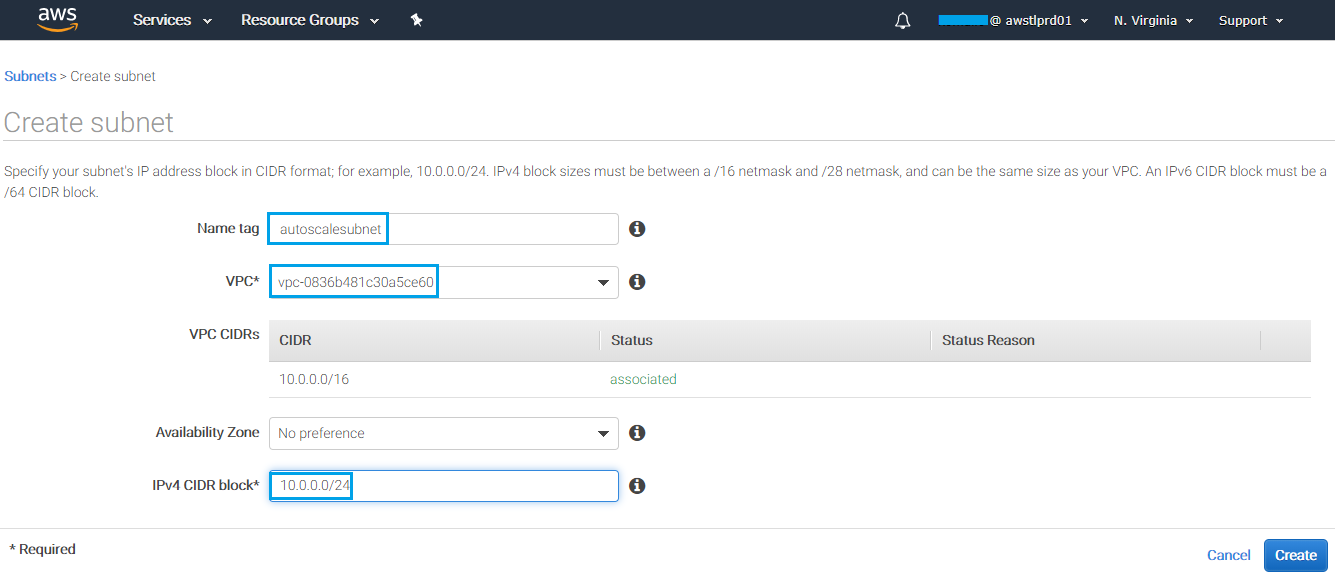 aws Services Resource Groups @ awstlprd01 N. Virginia Support
Subnets > Create subnet
Create subnet
Specify your subnet's IP address block in CIDR format; for example, 10.0.0.0/24. IPv4 block sizes must be between a /16 netmask and /28 netmask, and can be the same size as your VPC. An IPv6 CIDR block must be a
/64 CIDR block.
Name tag autoscalesubnet
VPC* vpc-0836b481c30a5ce60
VPC CIDRs CIDR Status Status Reason
10.0.0.0/16 associated
Availability Zone No preference
IPv4 CIDR block* 10.0.0.0/24
* Required
Cancel Create